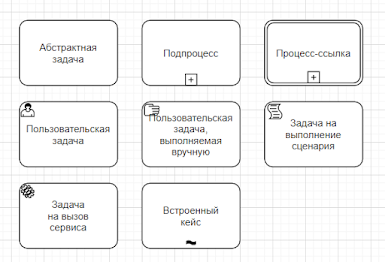 Абстрактная
задача
Подпроцесс
Процесс-ссылка
Пользовательская
задача
Пользовательская
задача,
выполняемая
вручную
Задача на
выполнение
сценария
Задача
на вызов
сервиса
Встроенный
кейс